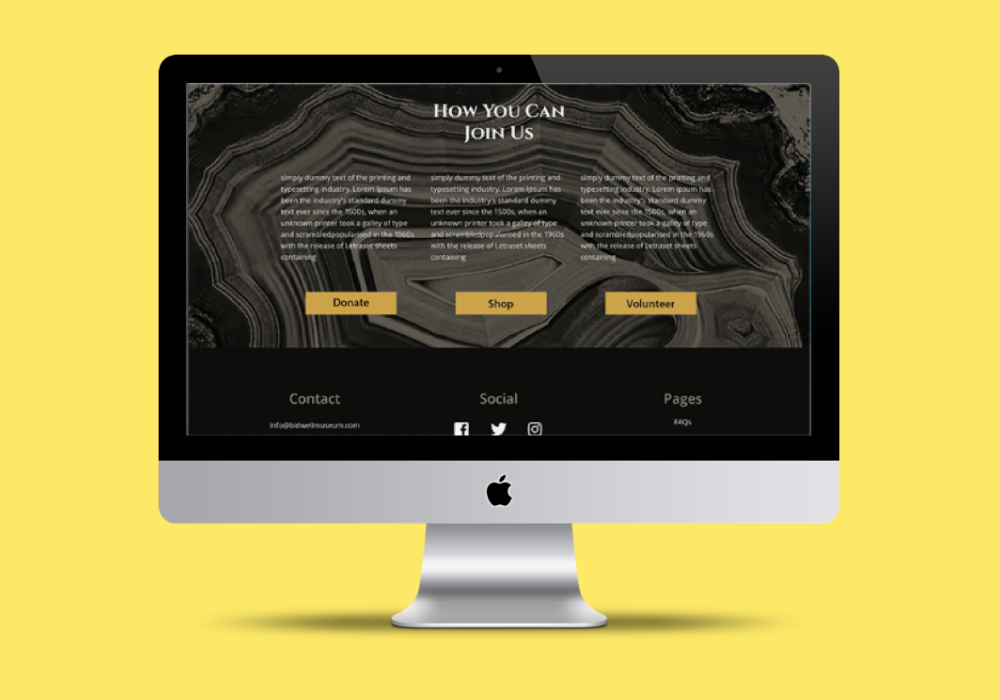 How You Can
Join Us
simply dummy text of the printing and
typesetting industry. Lorem Ipsum has
been the industry's standard dummy
text ever since the 1500s, when an
unknown printer took a galley of type
and scrambledpopularised in the 1960s
with the release of Letraset sheets
containing
simply dummy text of the printing and
typesetting industry. Lorem Ipsum has
been the industry's standard dummy
text ever since the 1500s, when an
unknown printer took a galley of type
and scrambledpopularised in the 1960s
with the release of Letraset sheets
containing
simply dummy text of the printing and
typesetting industry. Lorem Ipsum has
been the industry's standard dummy
text ever since the 1500s, when an
unknown printer took a galley of type
and scrambledpopularised in the 1960s
with the release of Letraset sheets
containing
Donate
Shop
Volunteer
Contact
Social
Pages
info@bidwellmuseum.com
FAQs